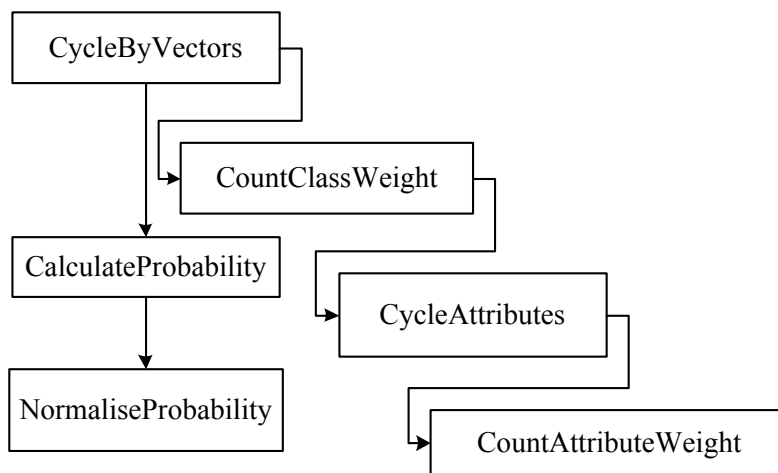 CycleByVectors
CountClassWeight
CalculateProbability
CycleAttributes
NormaliseProbability
CountAttributeWeight